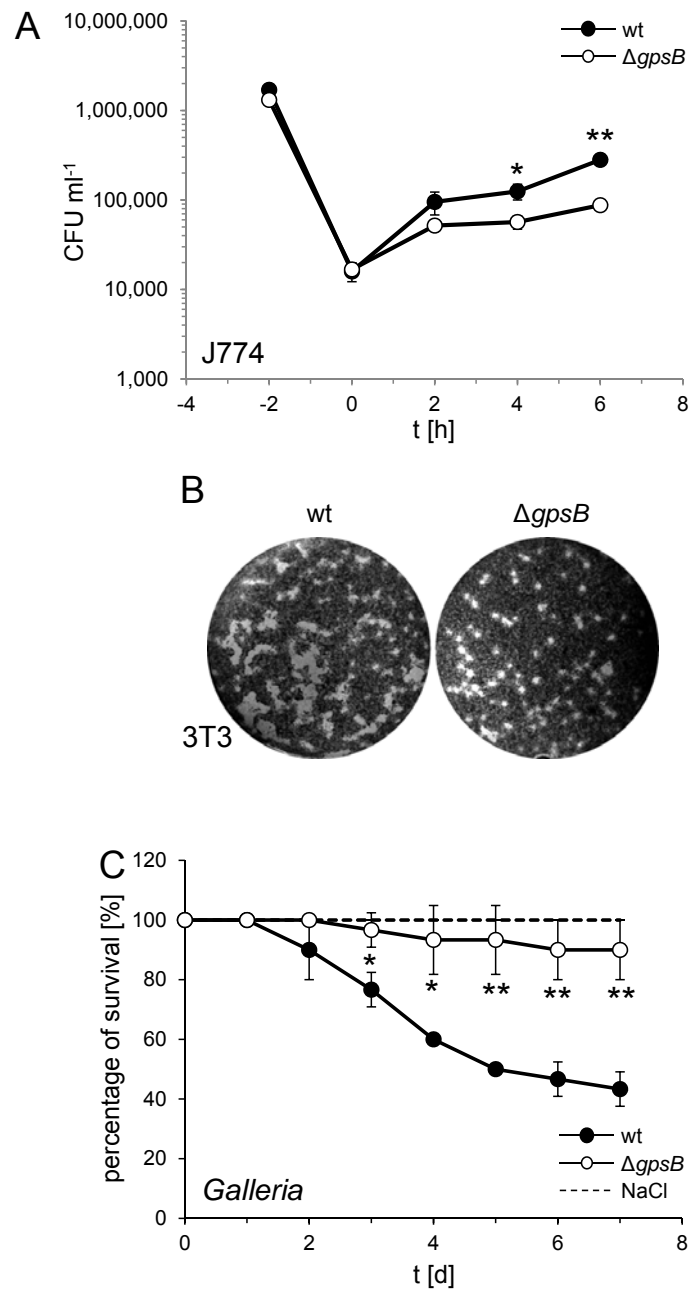 A
10,000,000
1,000,000
100,000
10,000
1,000
CFU ml⁻¹
wt
ΔgpsB
*
**
J774
-4 -2 0 2 4 6 8
t [h]
B
wt ΔgpsB
3T3
C
120
100
80
60
40
20
0
percentage of survival [%]
* * ** ** **
wt
ΔgpsB
NaCl
Galleria
0 2 4 6 8
t [d]